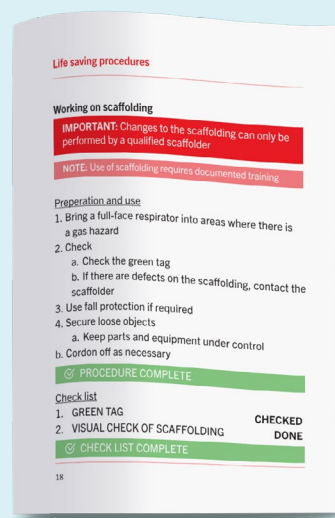 Life saving procedures
Working on scaffolding
IMPORTANT: Changes to the scaffolding can only be
performed by a qualified scaffolder
NOTE: Use of scaffolding requires documented training
Preperation and use
1. Bring a full-face respirator into areas where there is
a gas hazard
2. Check
a. Check the green tag
b. If there are defects on the scaffolding, contact the
scaffolder
3. Use fall protection if required
4. Secure loose objects
a. Keep parts and equipment under control
b. Cordon off as necessary
PROCEDURE COMPLETE
Check list
1. GREEN TAG CHECKED
2. VISUAL CHECK OF SCAFFOLDING DONE
CHECK LIST COMPLETE
18